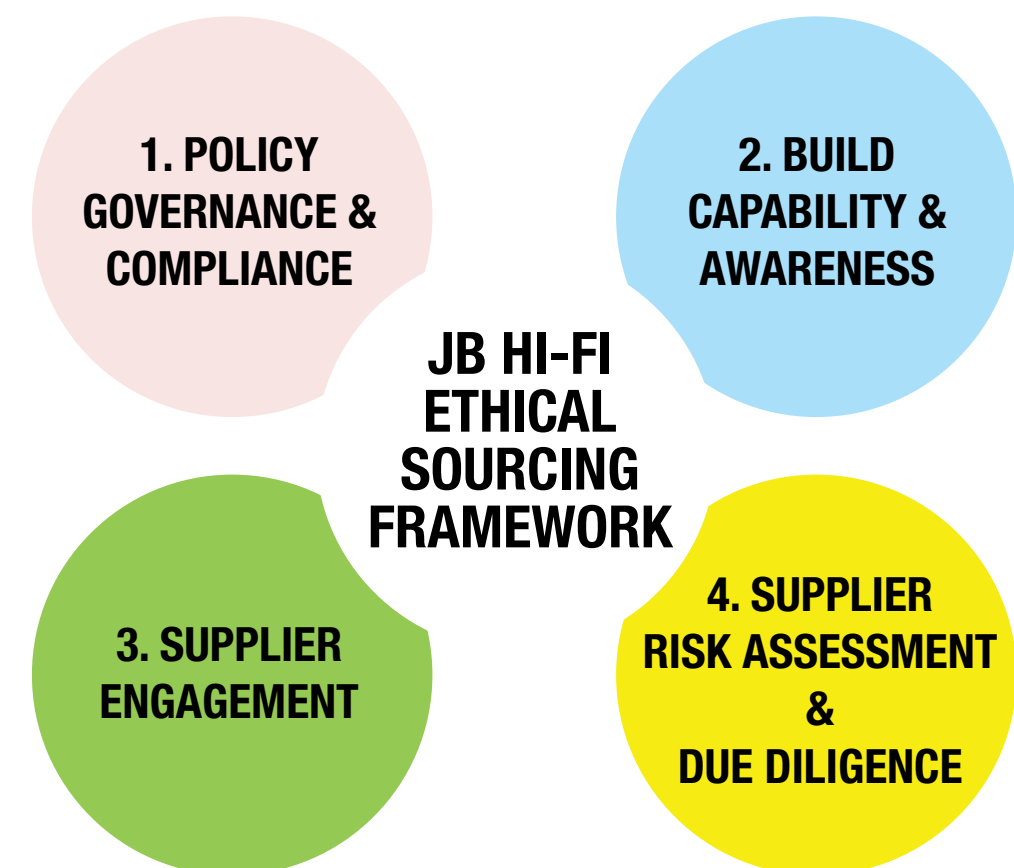 1. POLICY
GOVERNANCE &
COMPLIANCE
2. BUILD
CAPABILITY &
AWARENESS
JB HI-FI
ETHICAL
SOURCING
FRAMEWORK
3. SUPPLIER
ENGAGEMENT
4. SUPPLIER
RISK ASSESSMENT
&
DUE DILIGENCE